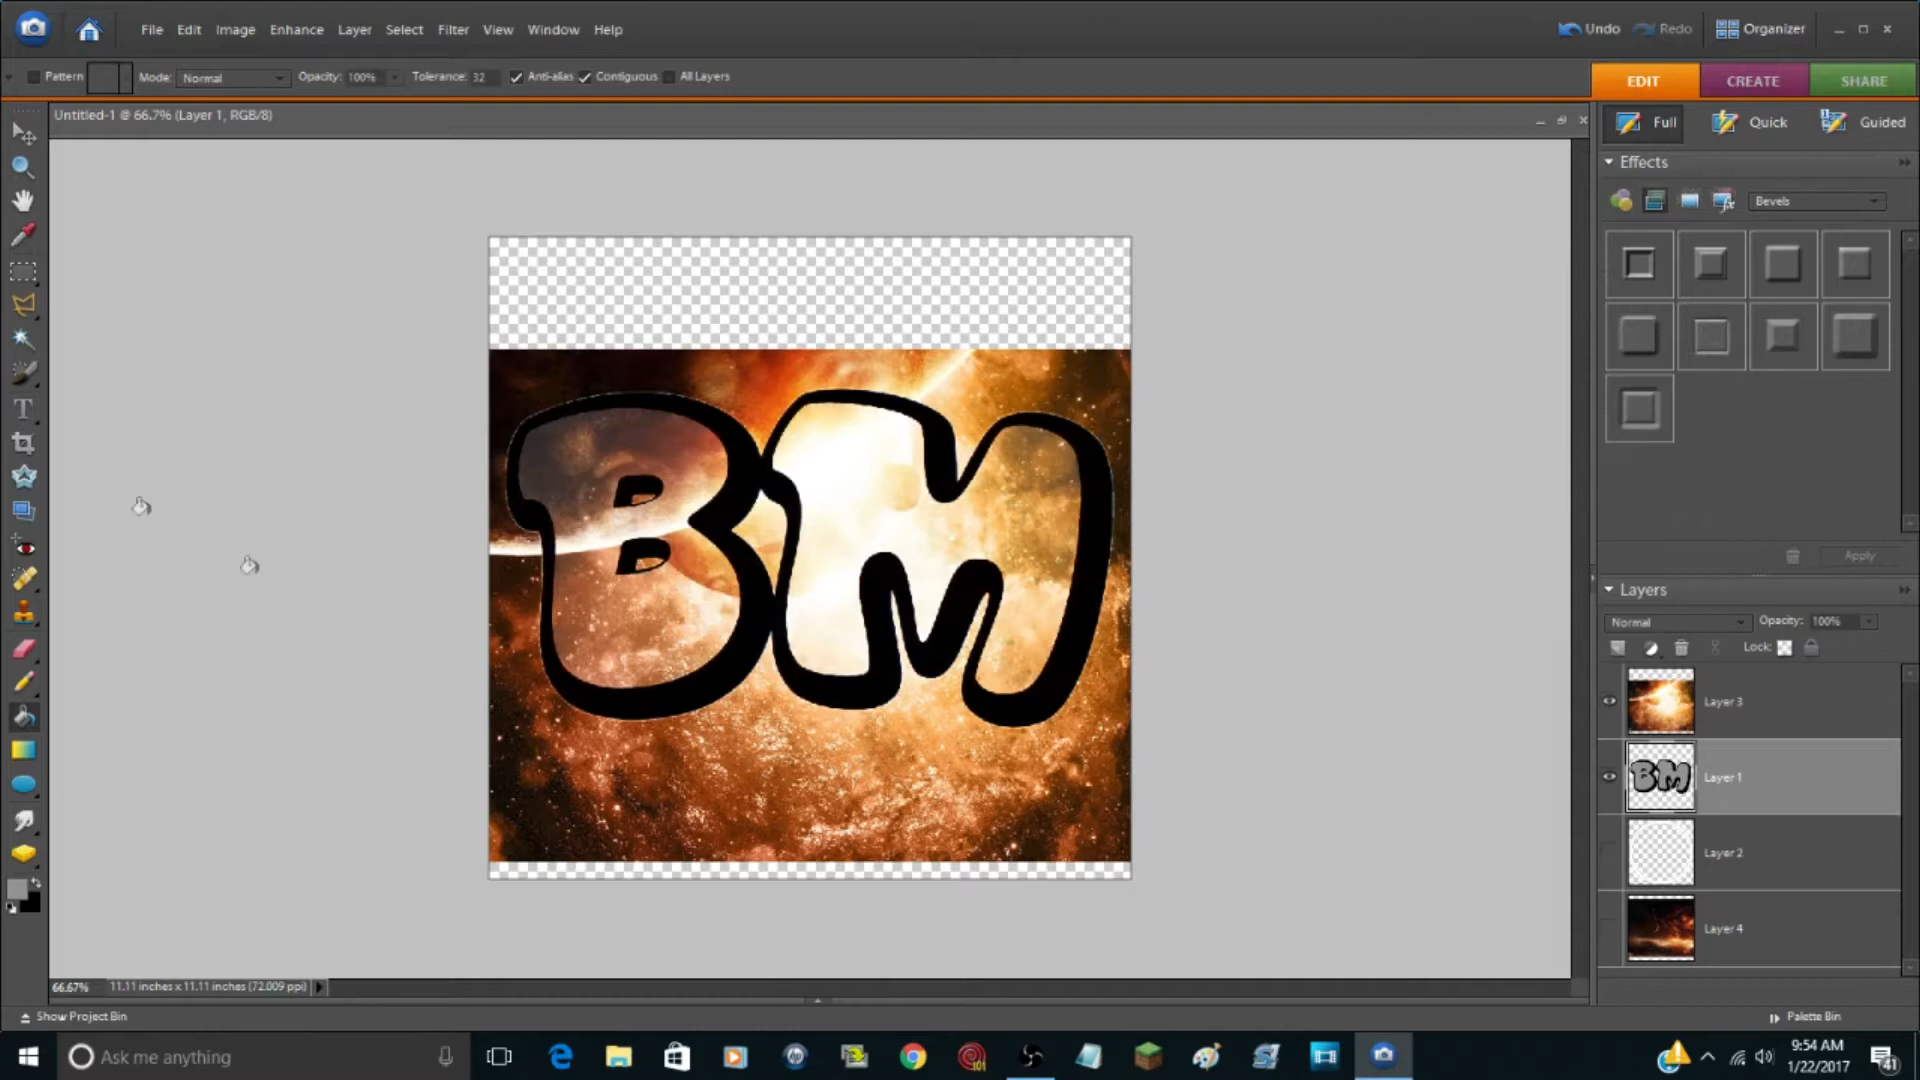 File Edit Image Enhance Layer Select Filter View Window Help Undo Redo Organizer
Pattern Mode: Normal Opacity: 100% Tolerance: 32 Anti-alias Contiguous All Layers EDIT CREATE SHARE
Untitled-1 @ 66.7% (Layer 1, RGB/8)
Full Quick Guided
Effects
Bevels
BM
Apply
Layers
Normal Opacity: 100%
Lock:
Layer 3
BM Layer 1
Layer 2
Layer 4
66.67% 11.11 inches x 11.11 inches (72.009 ppi)
Show Project Bin Palette Bin
Ask me anything
101
9:54 AM
1/22/2017
41